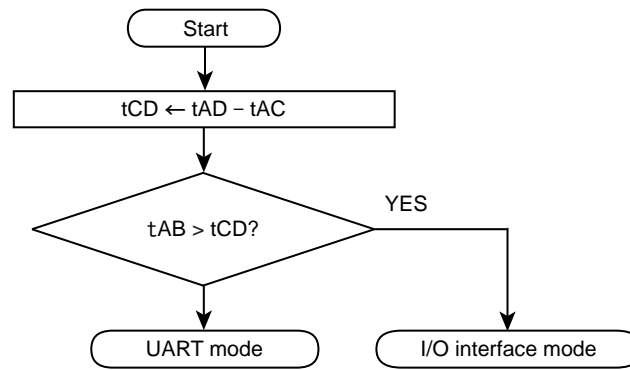 Start
tCD ← tAD − tAC
tAB > tCD?
YES
UART mode
I/O interface mode